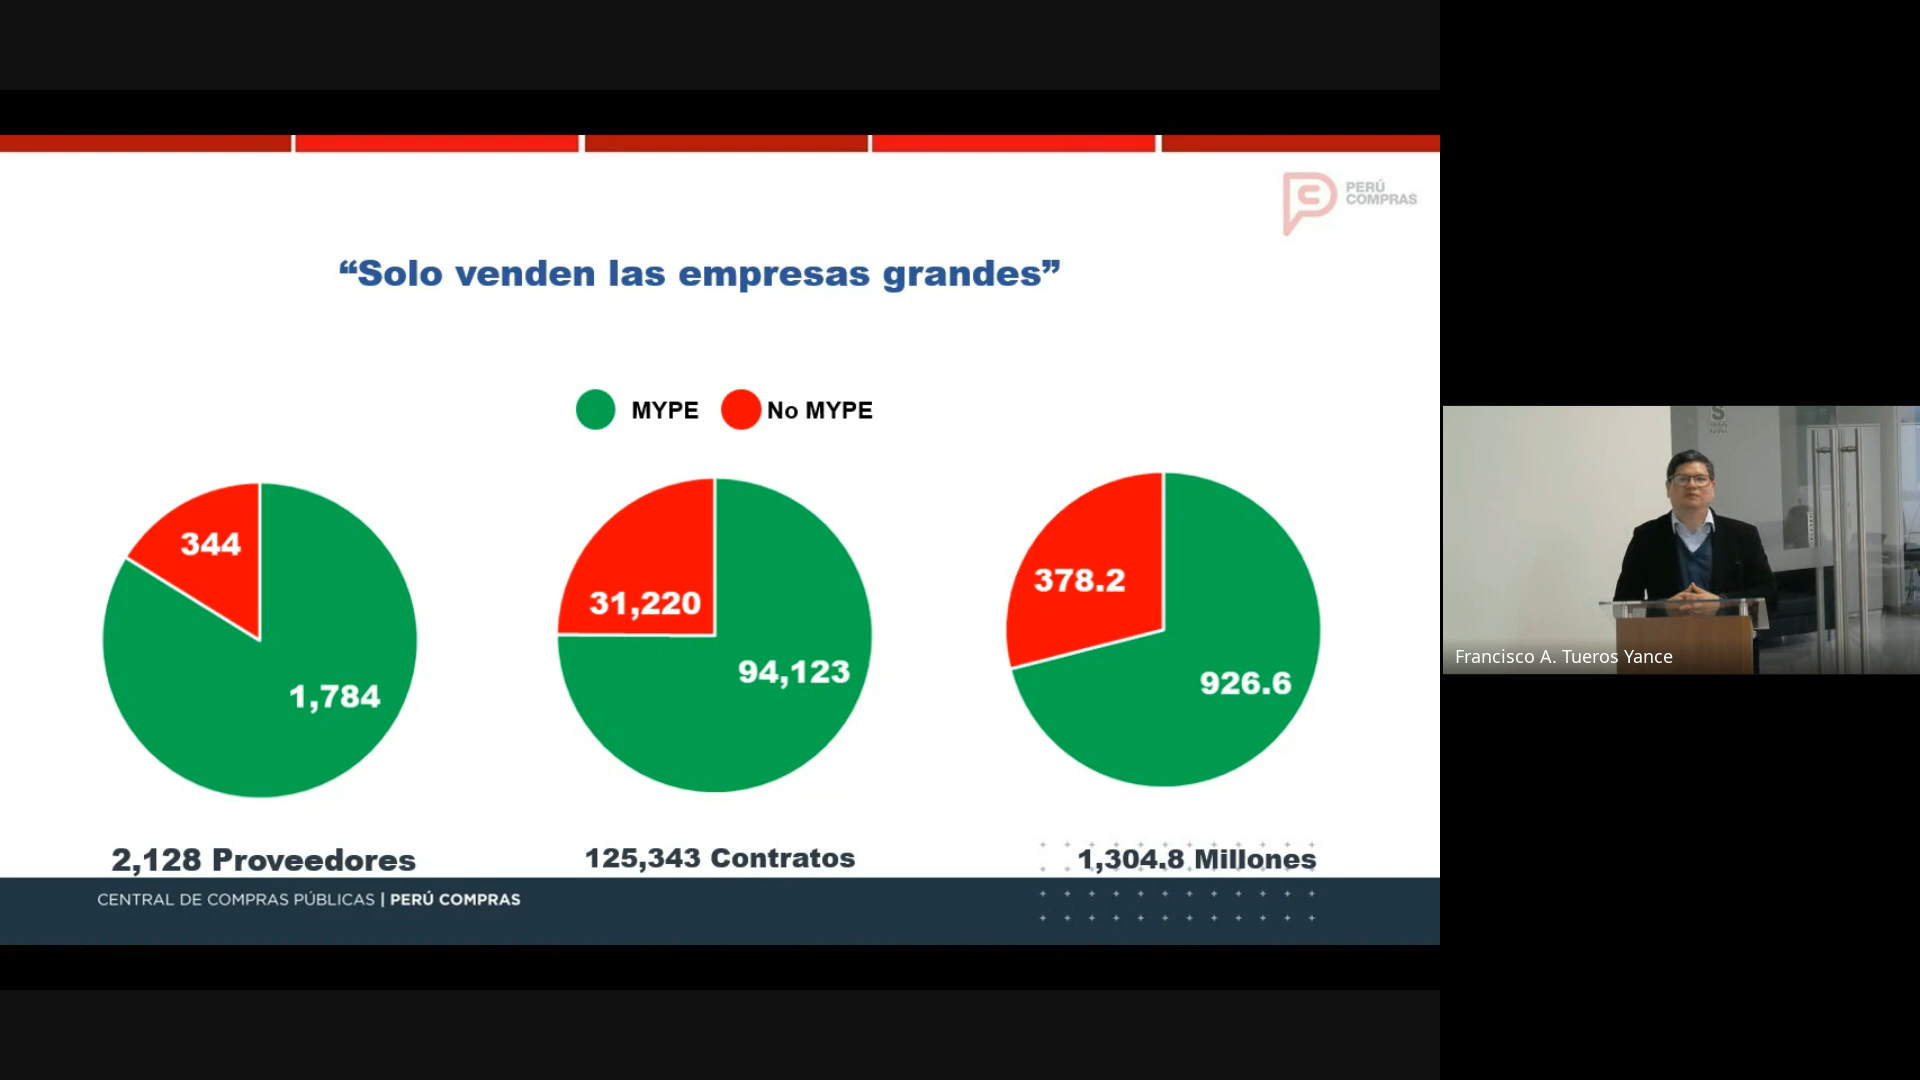 PERÚ
COMPRAS
“Solo venden las empresas grandes”
MYPE
No MYPE
344
1,784
31,220
94,123
378.2
926.6
2,128 Proveedores
125,343 Contratos
1,304.8 Millones
CENTRAL DE COMPRAS PÚBLICAS | PERÚ COMPRAS
S
Francisco A. Tueros Yance